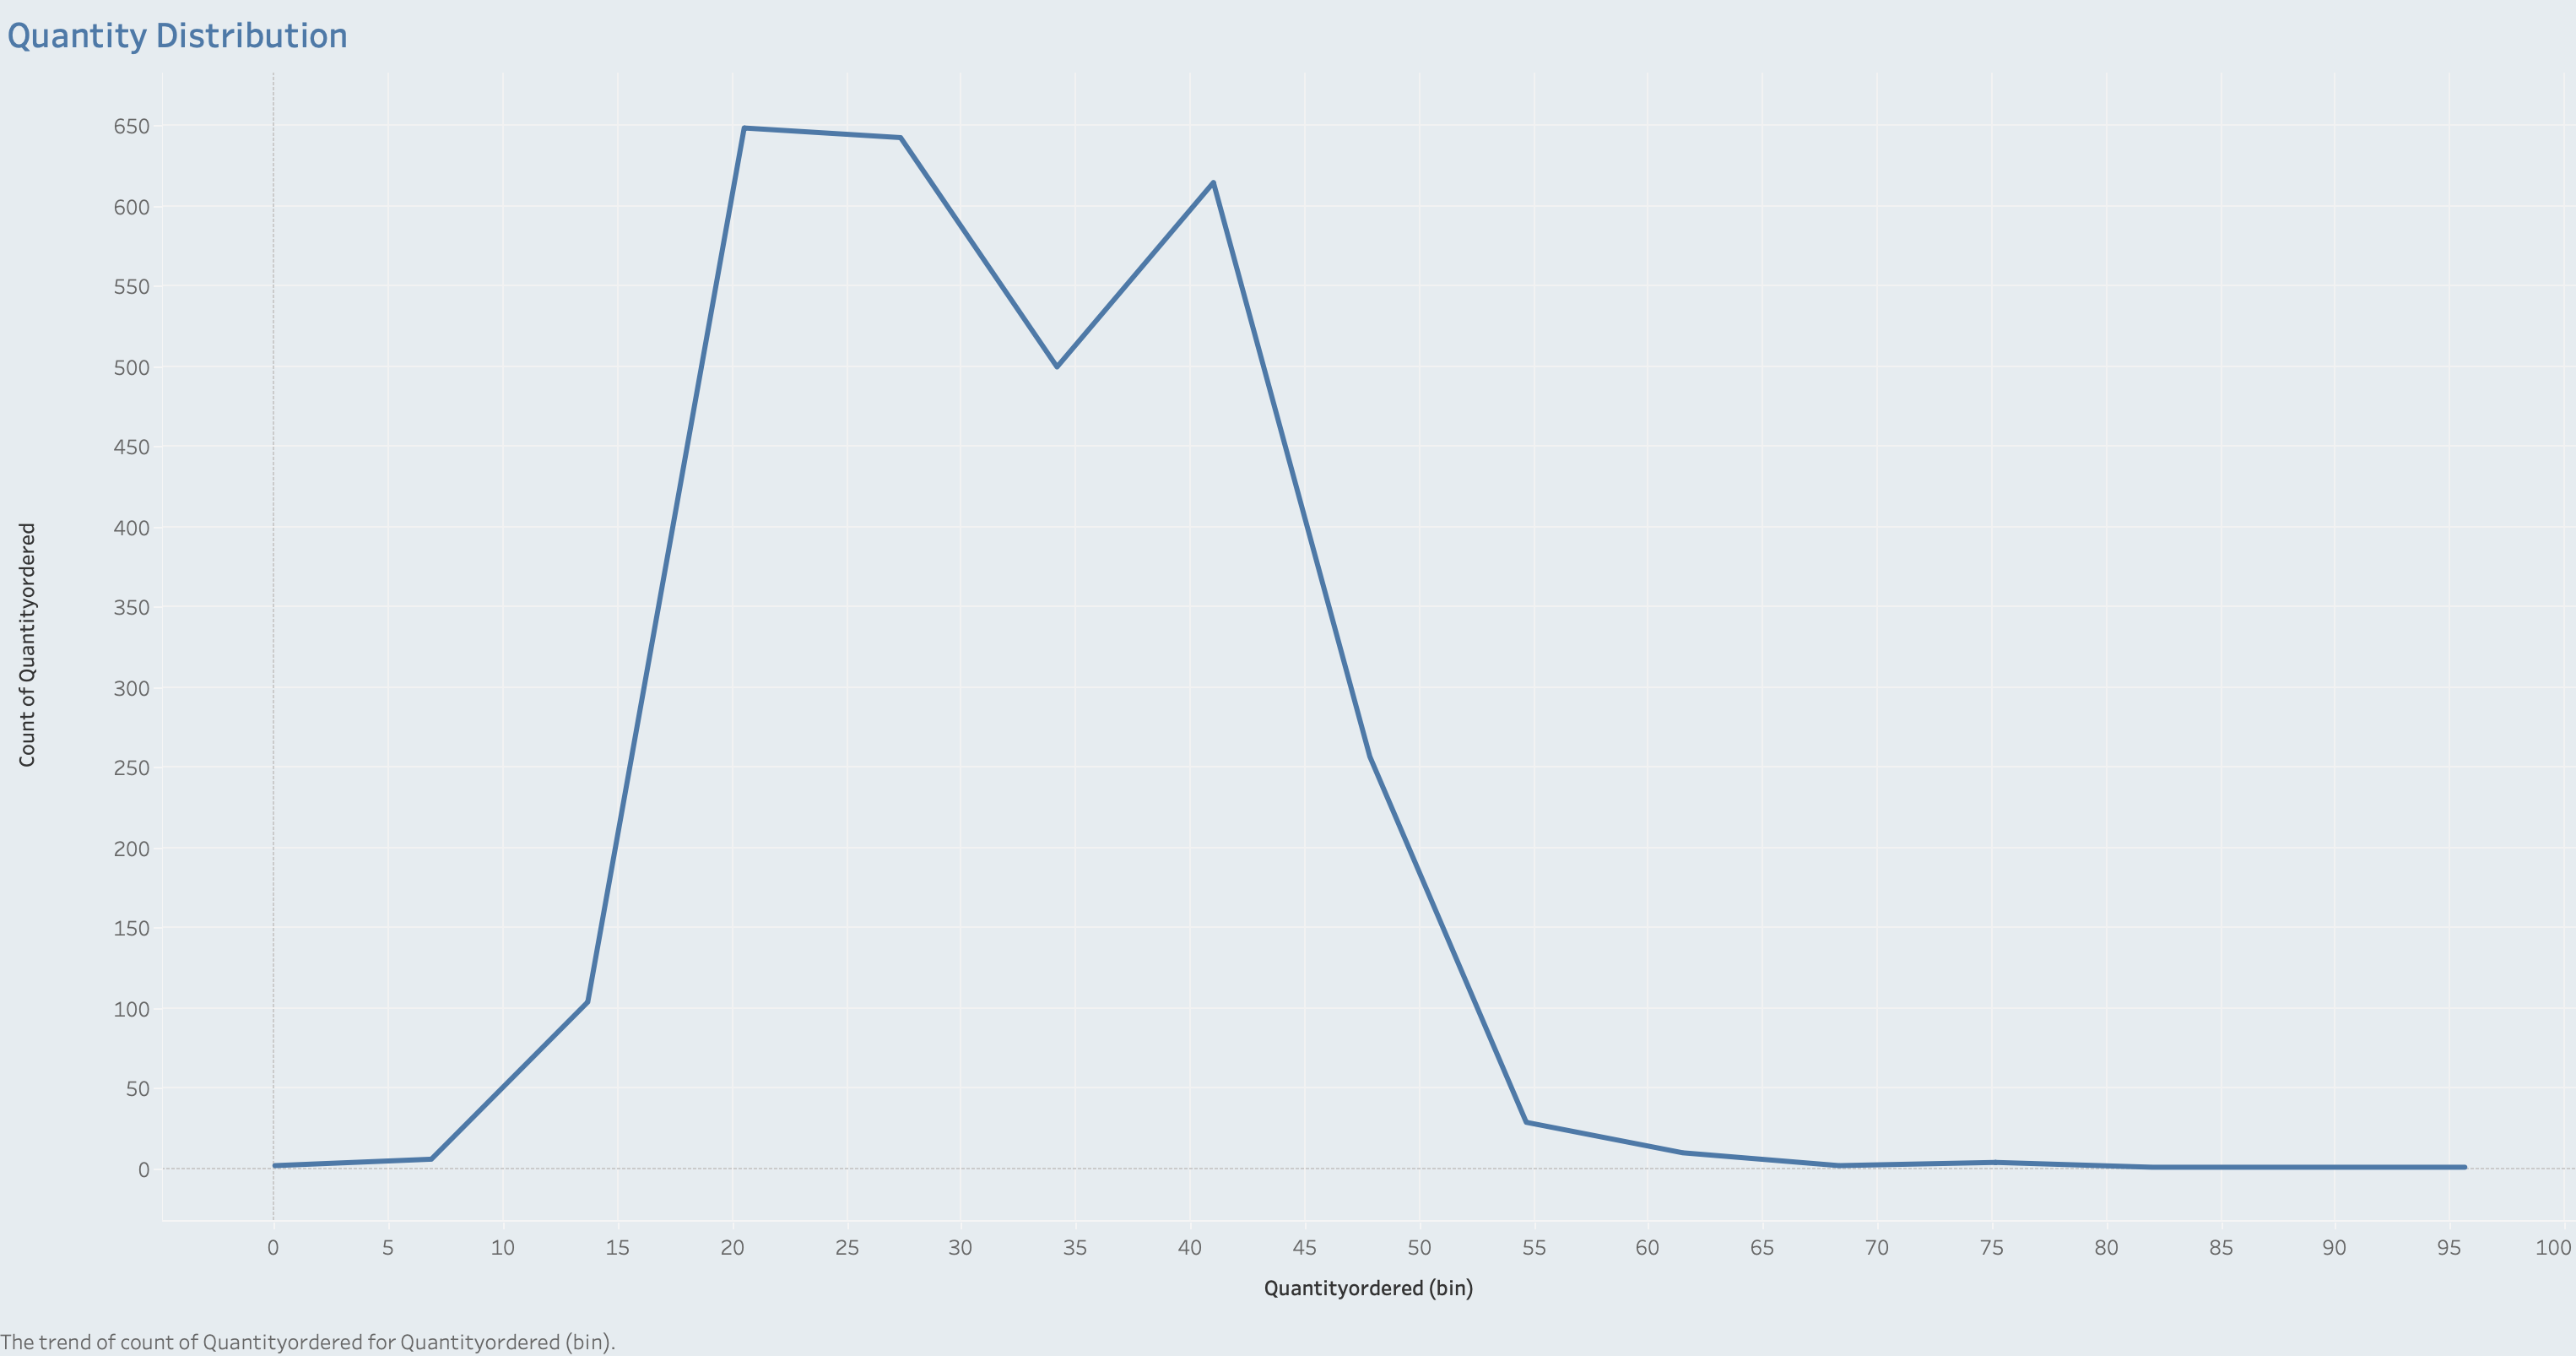 Quantity Distribution
650
600
550
500
450
400
350
300
250
200
150
100
50
0
Count of Quantityordered
0 5 10 15 20 25 30 35 40 45 50 55 60 65 70 75 80 85 90 95 100
Quantityordered (bin)
The trend of count of Quantityordered for Quantityordered (bin).